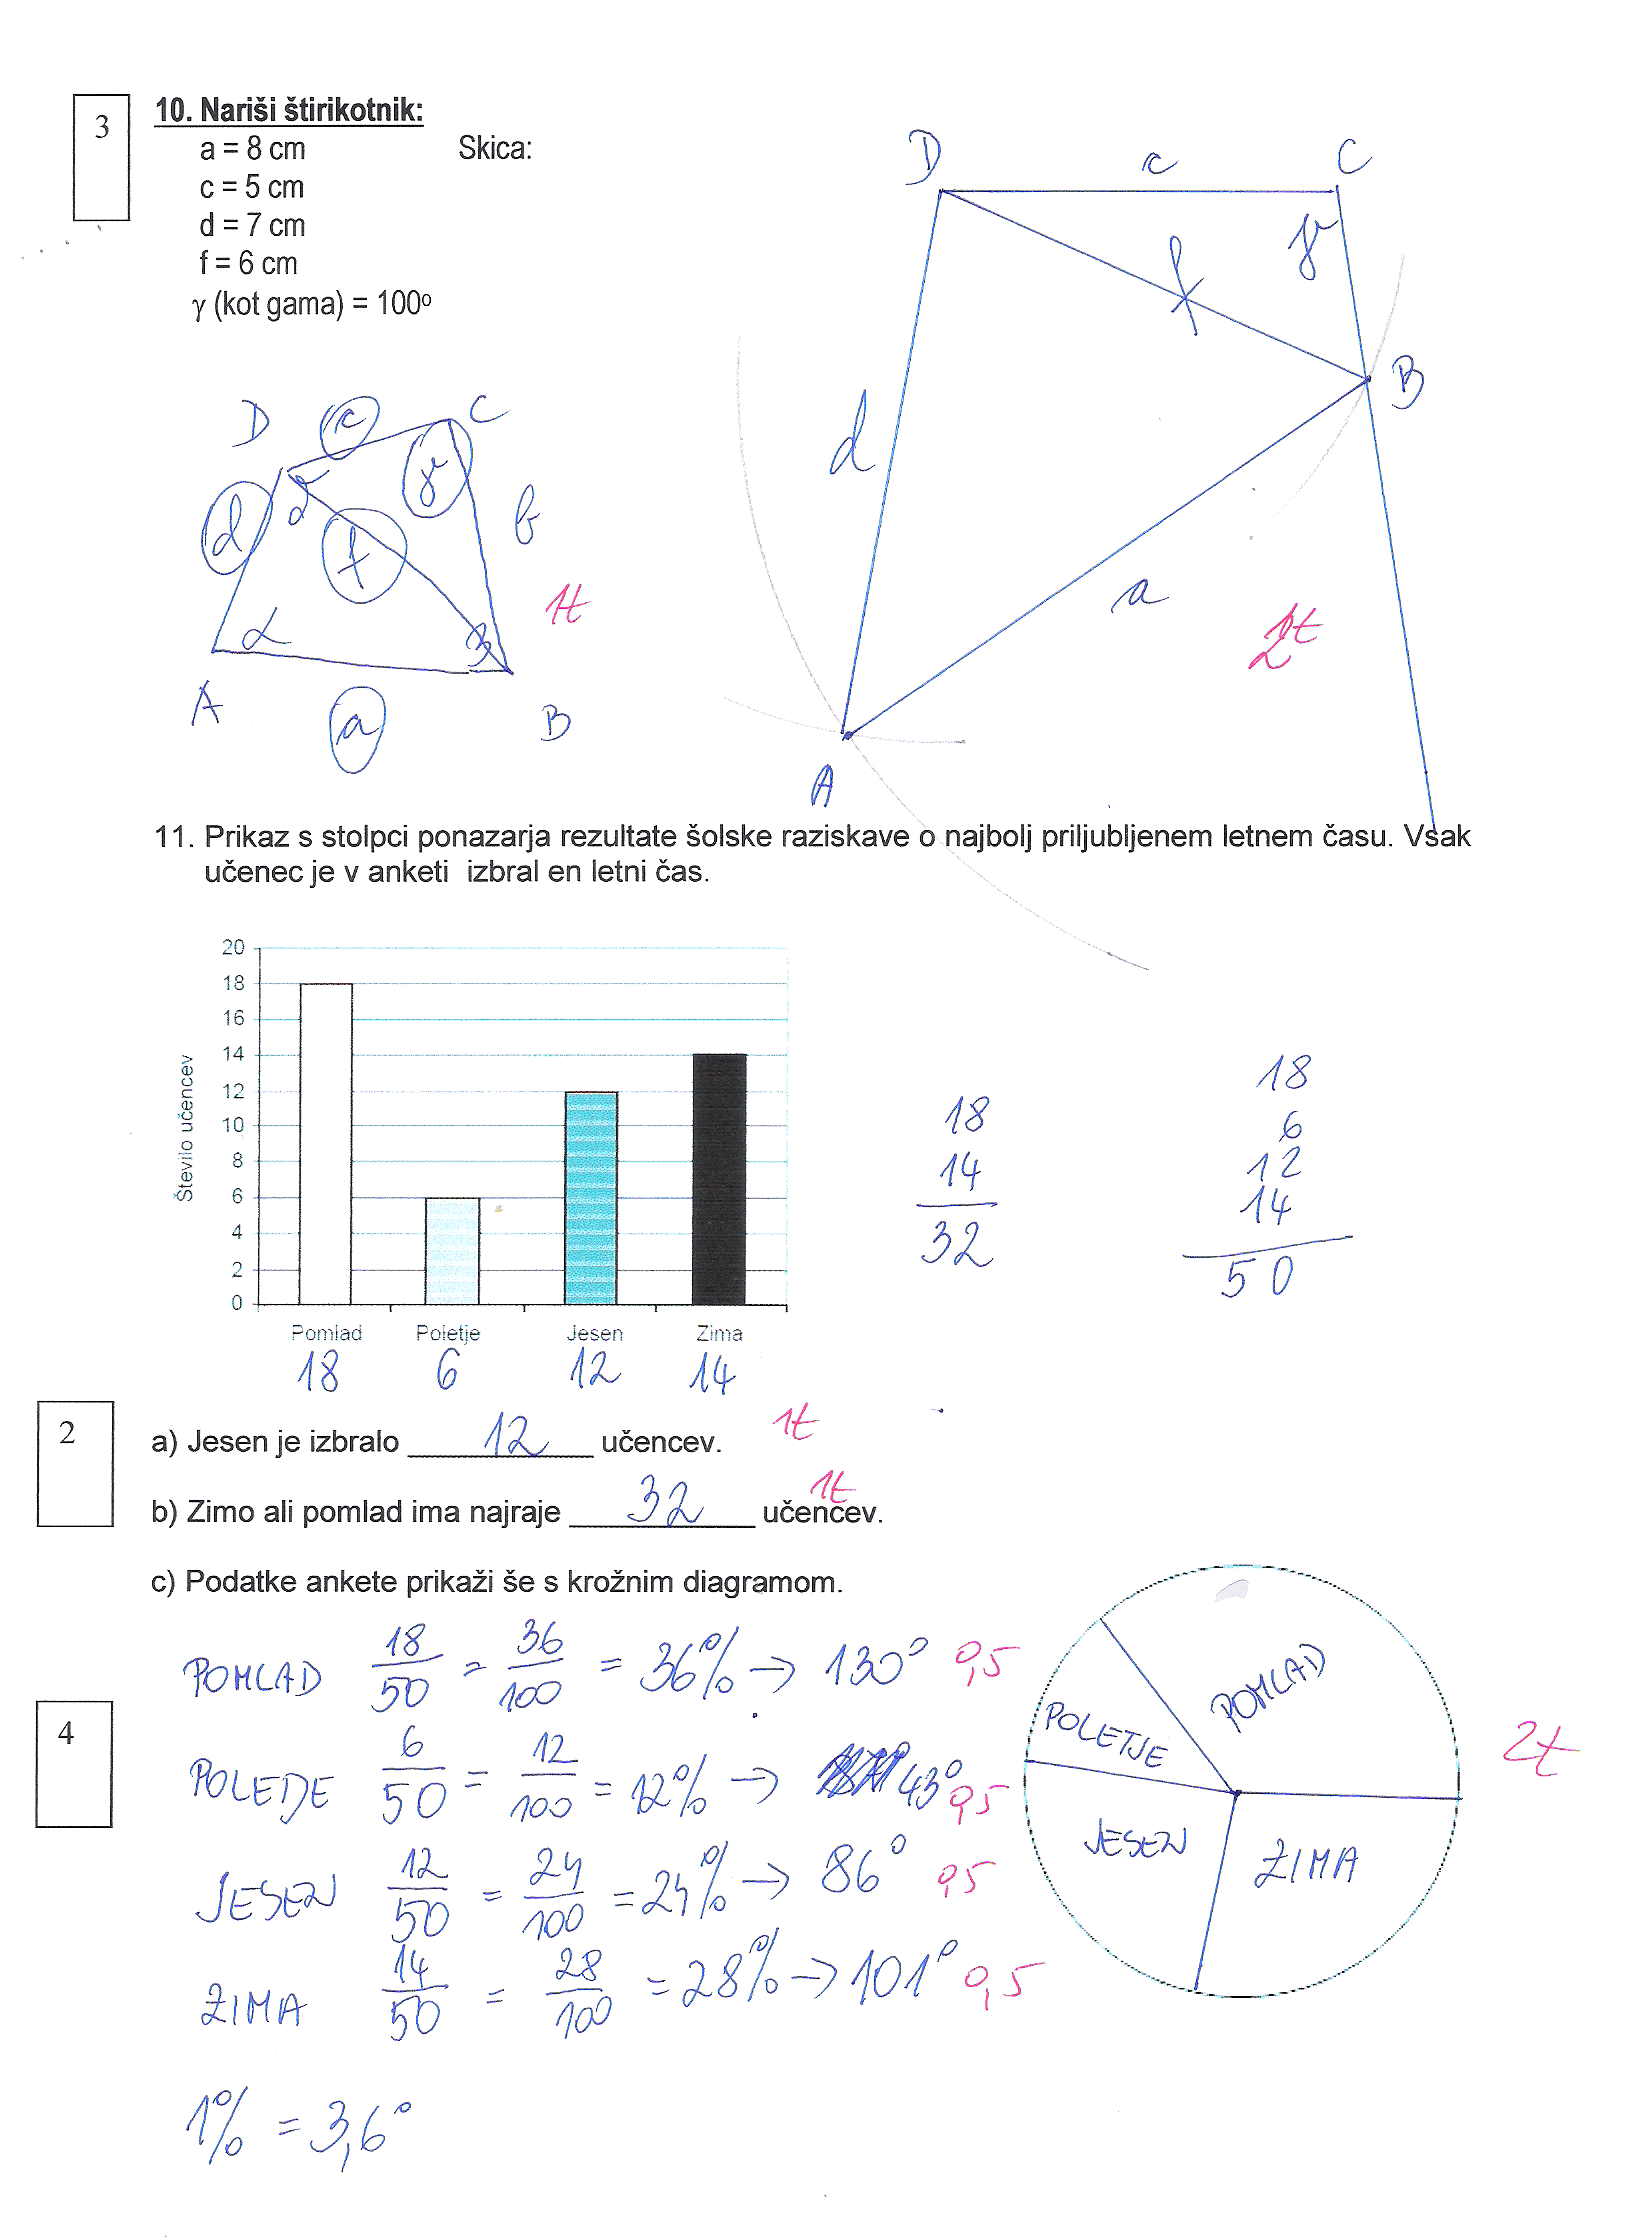 3
10. Nariši štirikotnik:
a = 8 cm
Skica:
c = 5 cm
d = 7 cm
f = 6 cm
γ (kot gama) = 100º
D c C
γ
f
d
B
a
A
2t
D c C
d δ f γ b
1t
α β
A a B
11. Prikaz s stolpci ponazarja rezultate šolske raziskave o najbolj priljubljenem letnem času. Vsak
učenec je v anketi izbral en letni čas.
Število učencev
20
18
16
14
12
10
8
6
4
2
0
Pomlad Poletje Jesen Zima
18 6 12 14
18
14
32
18
6
12
14
50
2
a) Jesen je izbralo 12 učencev. 1t
b) Zimo ali pomlad ima najraje 32 učencev. 1t
c) Podatke ankete prikaži še s krožnim diagramom.
4
POMLAD 18/50 = 36/100 = 36% → 130° 0,5
POLETJE 6/50 = 12/100 = 12% → 43° 0,5
JESEN 12/50 = 24/100 = 24% → 86° 0,5
ZIMA 14/50 = 28/100 = 28% → 101° 0,5
1% = 3,6°
POMLAD
POLETJE
JESEN
ZIMA
2t